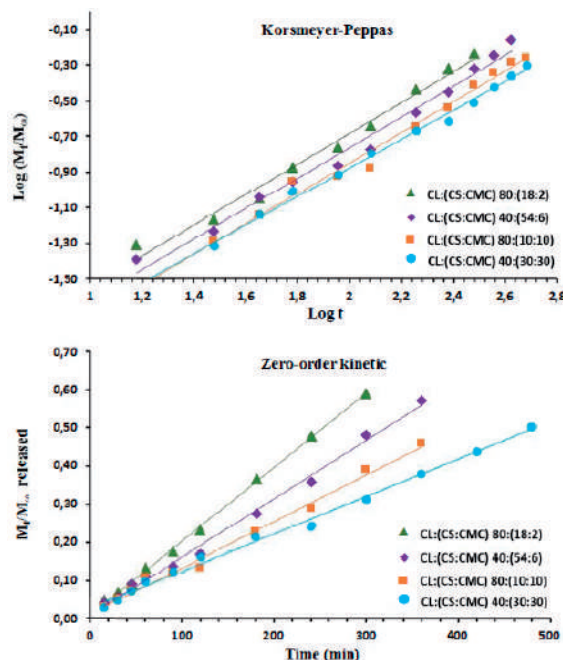 Korsmeyer-Peppas
-0,10
-0,30
-0,50
-0,70
-0,90
-1,10
-1,30
-1,50
Log (Mt/M∞)
CL:(CS:CMC) 80:(18:2)
CL:(CS:CMC) 40:(54:6)
CL:(CS:CMC) 80:(10:10)
CL:(CS:CMC) 40:(30:30)
1 1,2 1,4 1,6 1,8 2 2,2 2,4 2,6 2,8
Log t
Zero-order kinetic
0,70
0,60
0,50
0,40
0,30
0,20
0,10
0,00
Mt/M∞ released
CL:(CS:CMC) 80:(18:2)
CL:(CS:CMC) 40:(54:6)
CL:(CS:CMC) 80:(10:10)
CL:(CS:CMC) 40:(30:30)
0 100 200 300 400 500
Time (min)